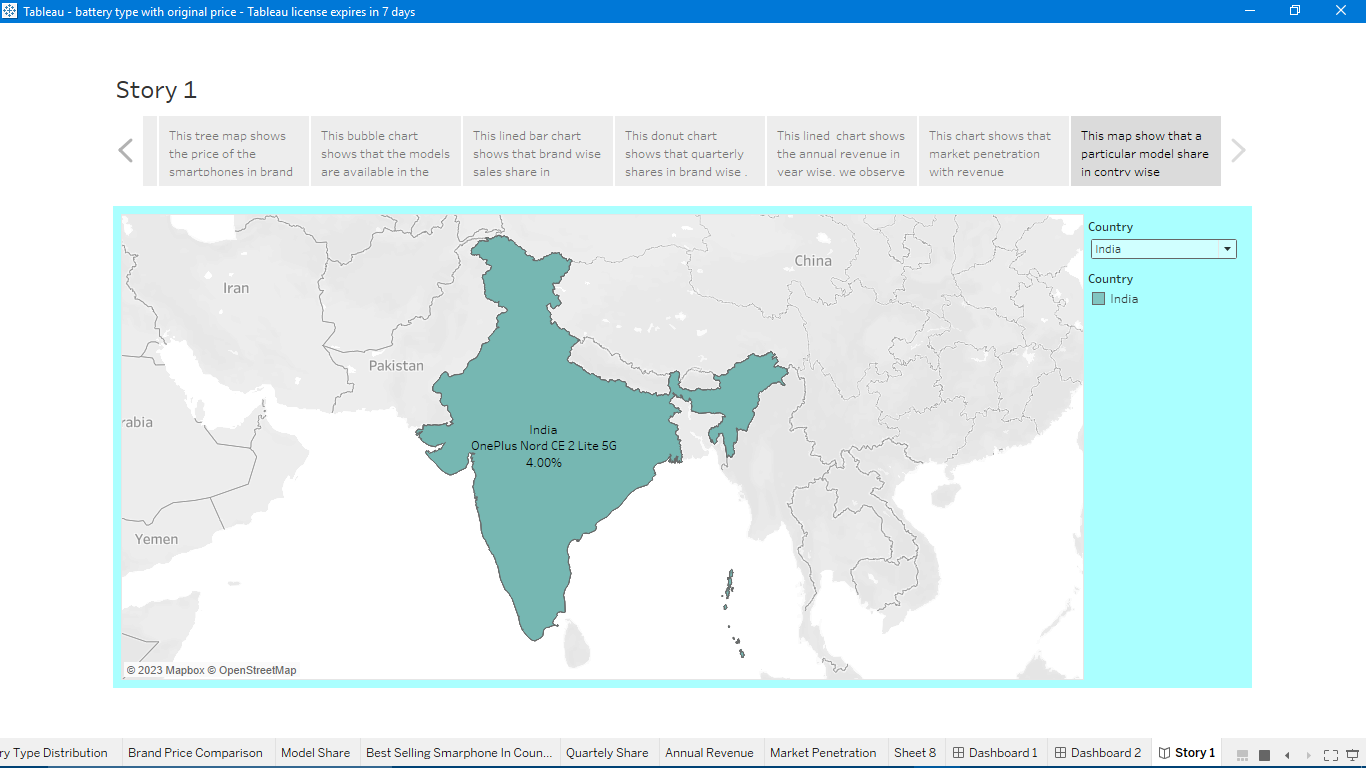 Tableau - battery type with original price - Tableau license expires in 7 days
Story 1
This tree map shows
the price of the
smartphones in brand
This bubble chart
shows that the models
are available in the
This lined bar chart
shows that brand wise
sales share in
This donut chart
shows that quarterly
shares in brand wise .
This lined  chart shows
the annual revenue in
year wise. we observe
This chart shows that
market penetration
with revenue
This map show that a
particular model share
in contry wise
Iran
China
Pakistan
rabia
Yemen
India
OnePlus Nord CE 2 Lite 5G
4.00%
© 2023 Mapbox © OpenStreetMap
Country
India
Country
India
ry Type Distribution
Brand Price Comparison
Model Share
Best Selling Smarphone In Coun...
Quartely Share
Annual Revenue
Market Penetration
Sheet 8
Dashboard 1
Dashboard 2
Story 1